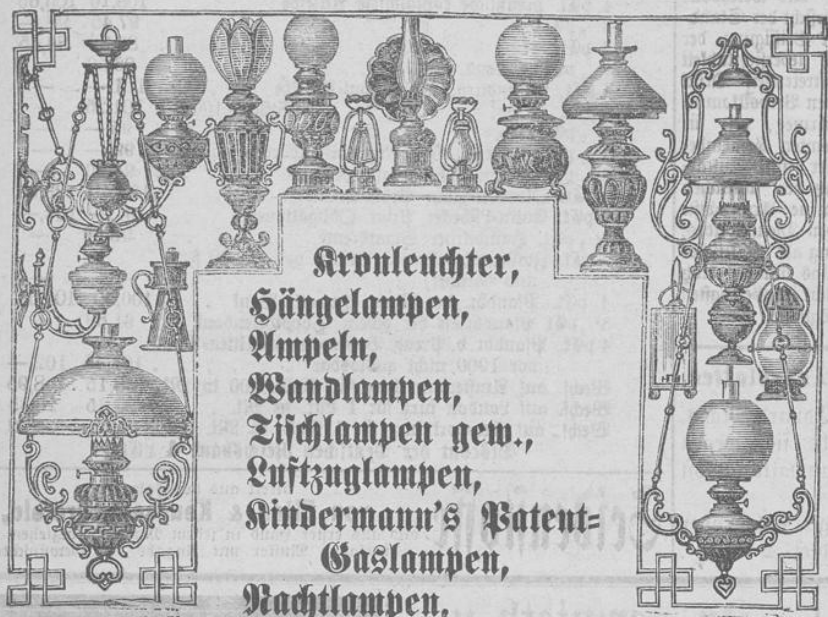 Kronleuchter,
Hängelampen,
Ampeln,
Wandlampen,
Tischlampen gew.,
Luftzuglampen,
Kindermann's Patent-
Gaslampen,
Nachtlampen,